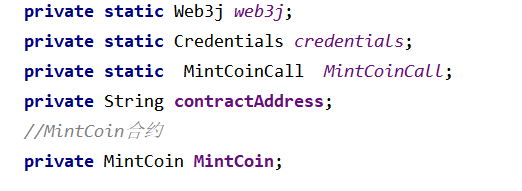 private static Web3j web3j;
private static Credentials credentials;
private static  MintCoinCall  MintCoinCall;
private String contractAddress;
//MintCoin合约
private MintCoin MintCoin;